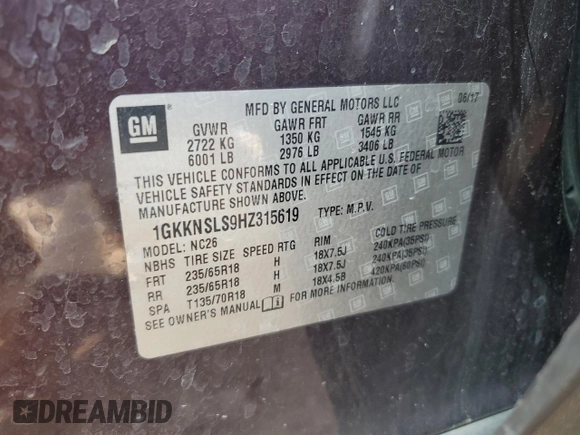 GM
MFD BY GENERAL MOTORS LLC 06/17
GVWR GAWR FRT GAWR RR
2722 KG 1350 KG 1545 KG
6001 LB 2976 LB 3406 LB
THIS VEHICLE CONFORMS TO ALL APPLICABLE U.S. FEDERAL MOTOR
VEHICLE SAFETY STANDARDS IN EFFECT ON THE DATE OF
MANUFACTURE SHOWN ABOVE.
1GKKNSLS9HZ315619 TYPE: M.P.V.
MODEL: NC26
NBHS TIRE SIZE SPEED RTG RIM COLD TIRE PRESSURE
FRT 235/65R18 H 18X7.5J 240KPA(35PSI)
RR 235/65R18 H 18X7.5J 240KPA(35PSI)
SPA T135/70R18 M 18X4.5B 420KPA(60PSI)
SEE OWNER'S MANUAL i FOR MORE INFORMATION.
DREAMBID